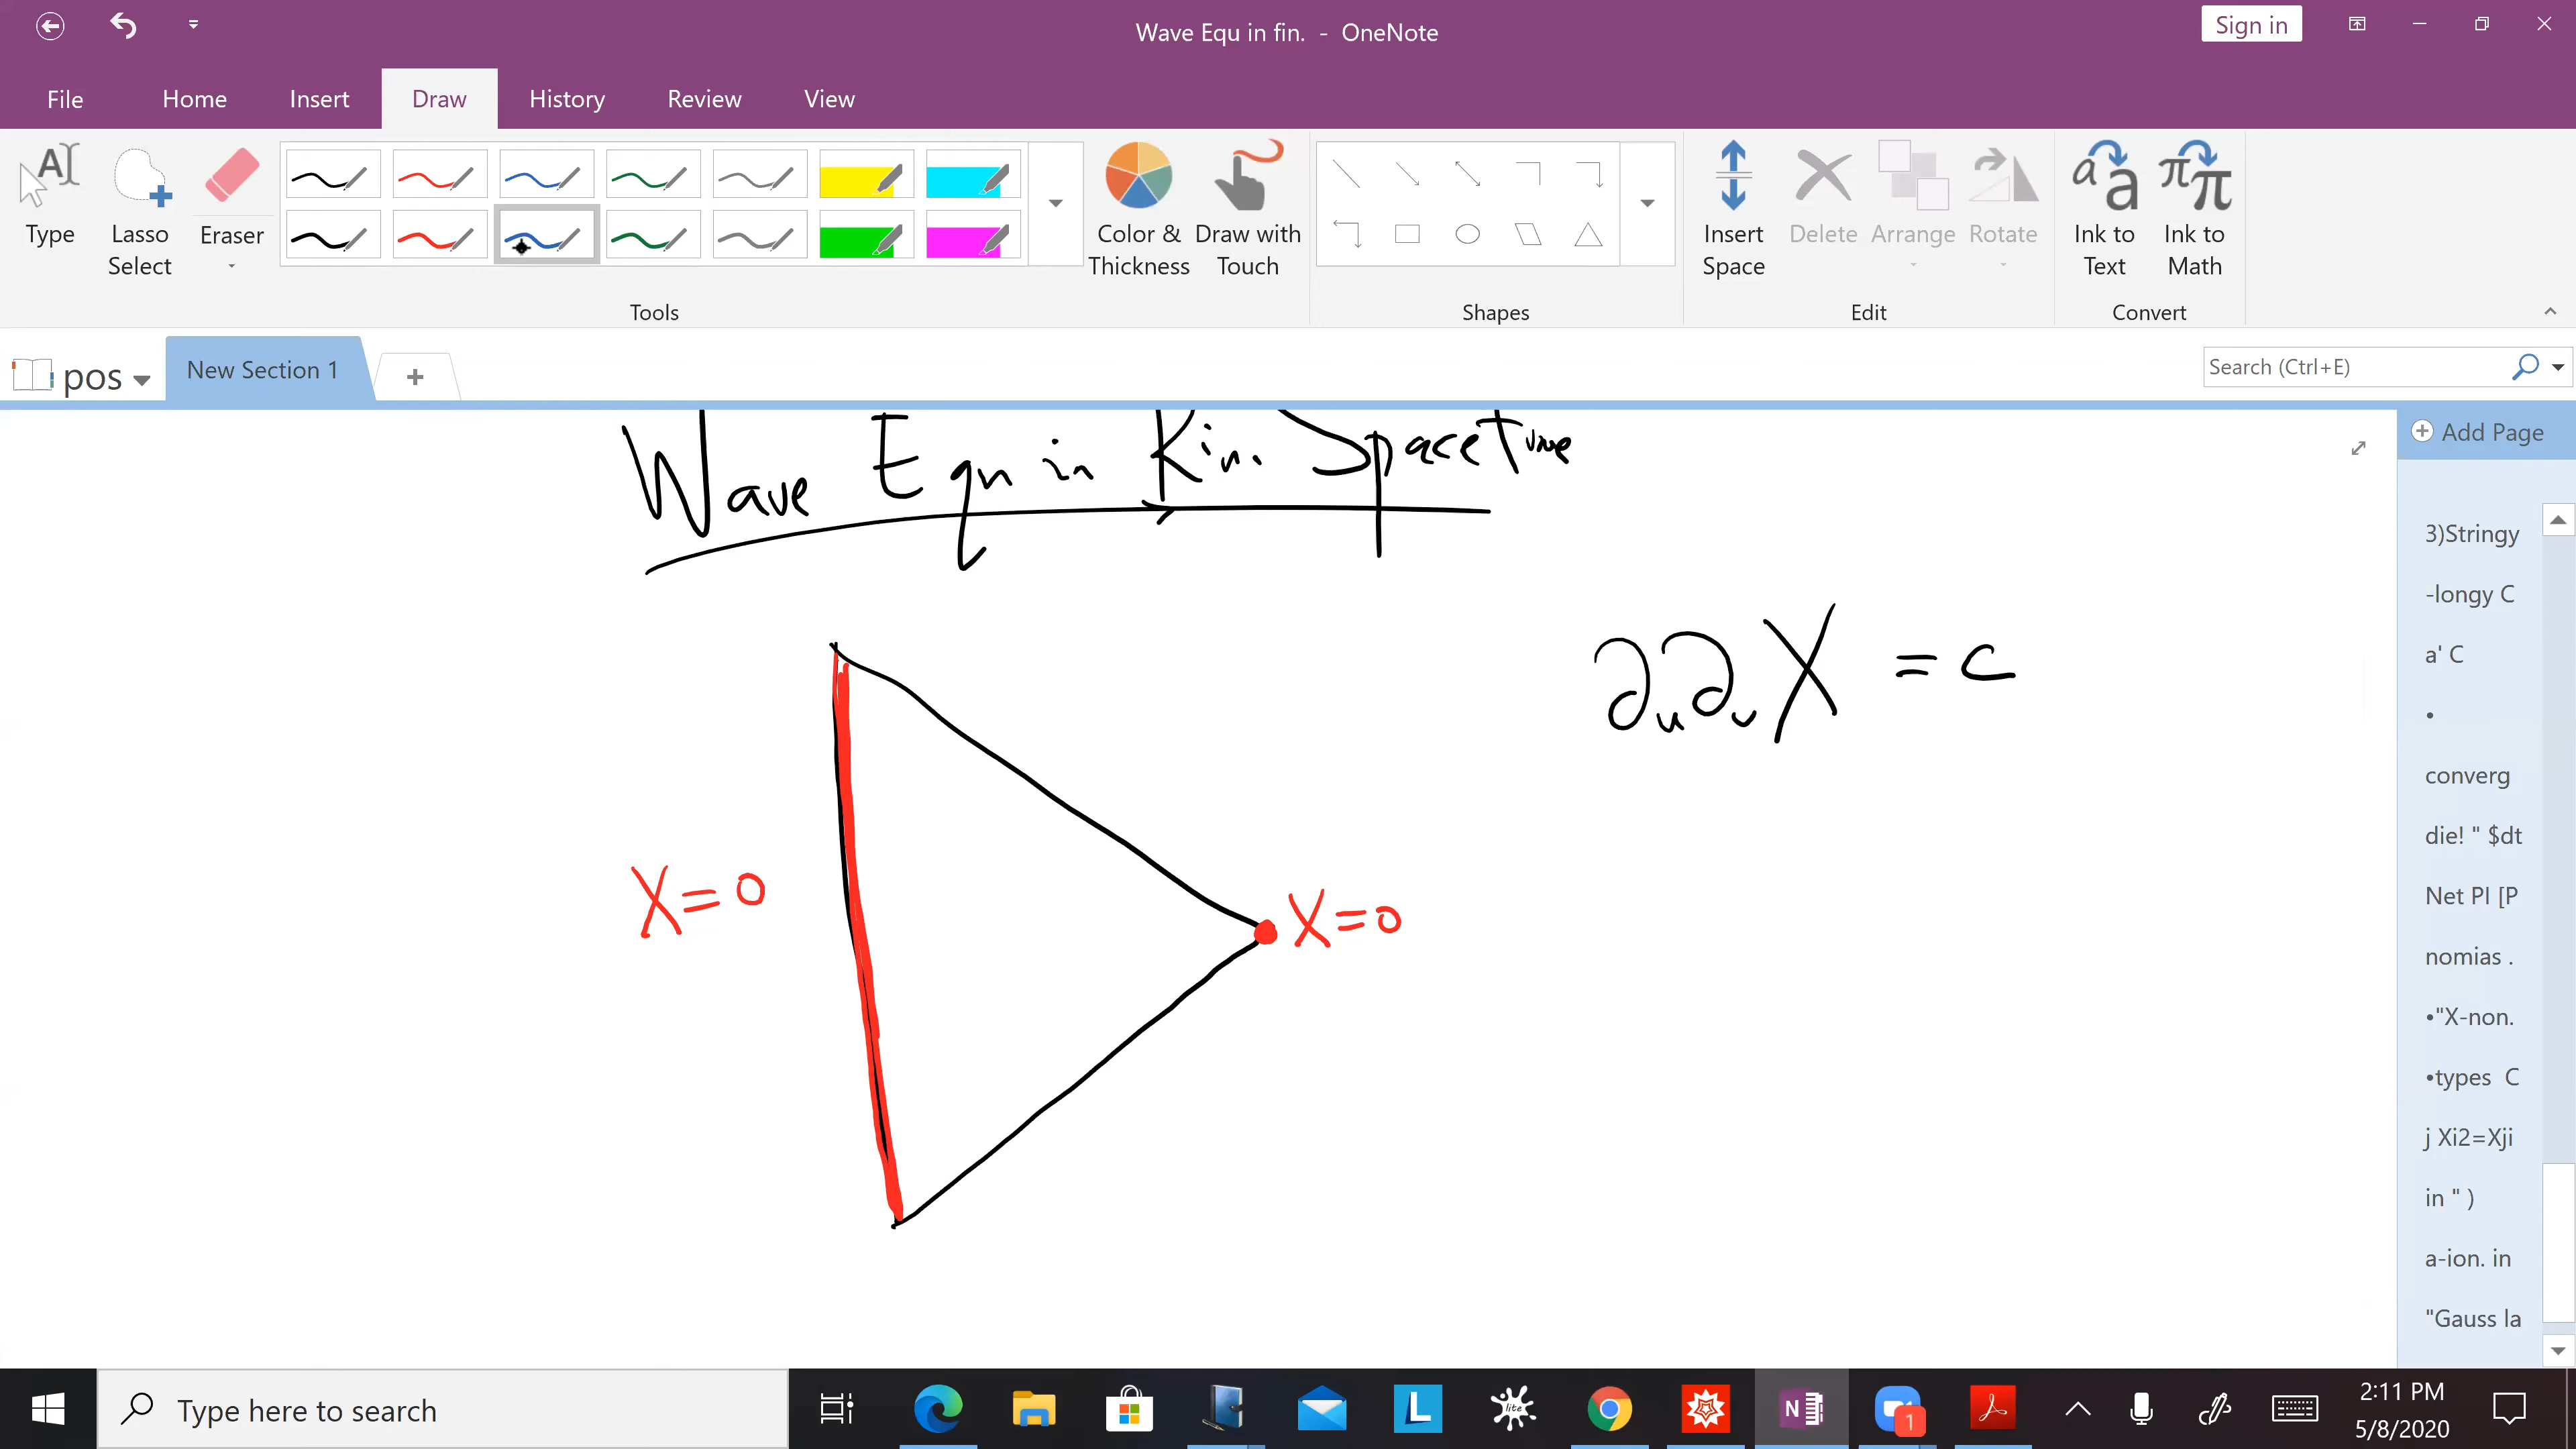 Wave Equ in fin. - OneNote
Sign in
File Home Insert Draw History Review View
Type
Lasso Select
Eraser
Color & Thickness
Draw with Touch
Insert Space
Delete
Arrange
Rotate
Ink to Text
Ink to Math
Tools
Shapes
Edit
Convert
pos
New Section 1
+
Search (Ctrl+E)
Add Page
Wave Eqn in Kin. SpaceTime
∂u∂vX = c
X=0
X=0
3)Stringy
-longy C
a' C
•
converg
die! " $dt
Net Pl [P
nomias .
•"X-non.
•types C
j Xi2=Xji
in " )
a-ion. in
"Gauss la
Type here to search
L
lite
N
1
2:11 PM
5/8/2020